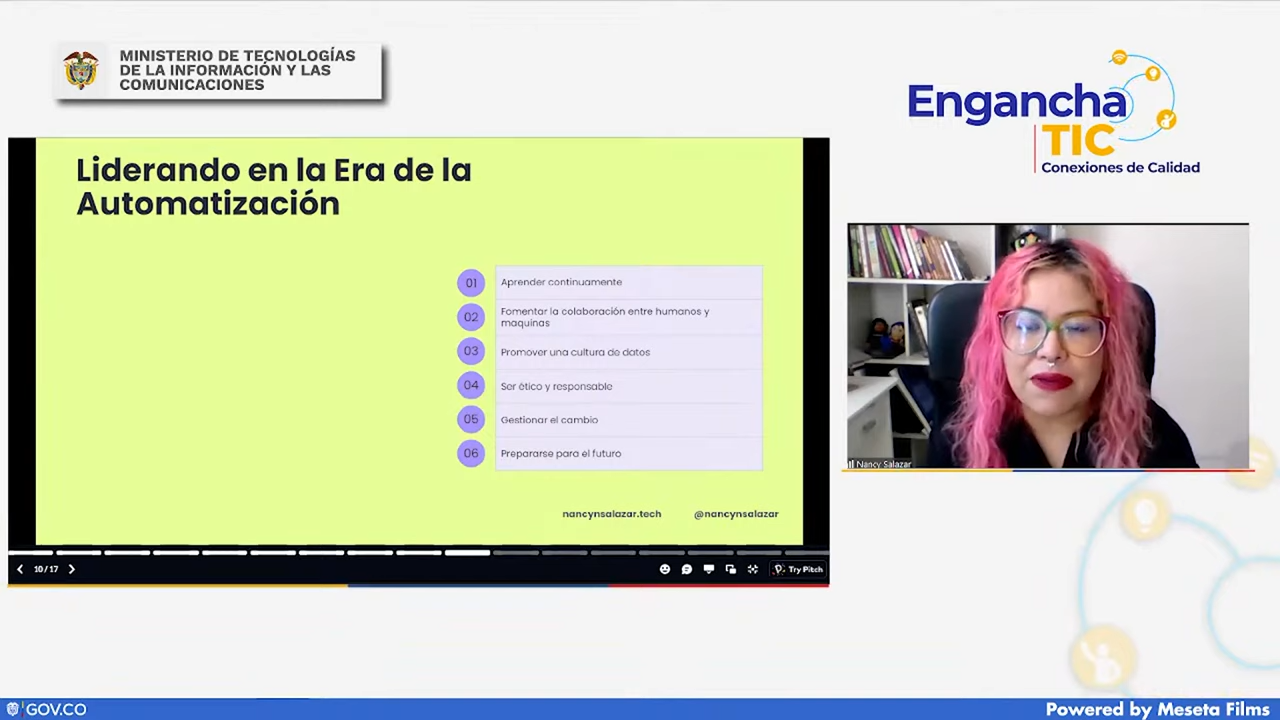 MINISTERIO DE TECNOLOGÍAS
DE LA INFORMACIÓN Y LAS
COMUNICACIONES
Engancha
TIC
Conexiones de Calidad
Liderando en la Era de la
Automatización
01 Aprender continuamente
02 Fomentar la colaboración entre humanos y
maquinas
03 Promover una cultura de datos
04 Ser ético y responsable
05 Gestionar el cambio
06 Prepararse para el futuro
nancynsalazar.tech @nancynsalazar
10/17 Try Pitch
Nancy Salazar
GOV.CO
Powered by Meseta Films